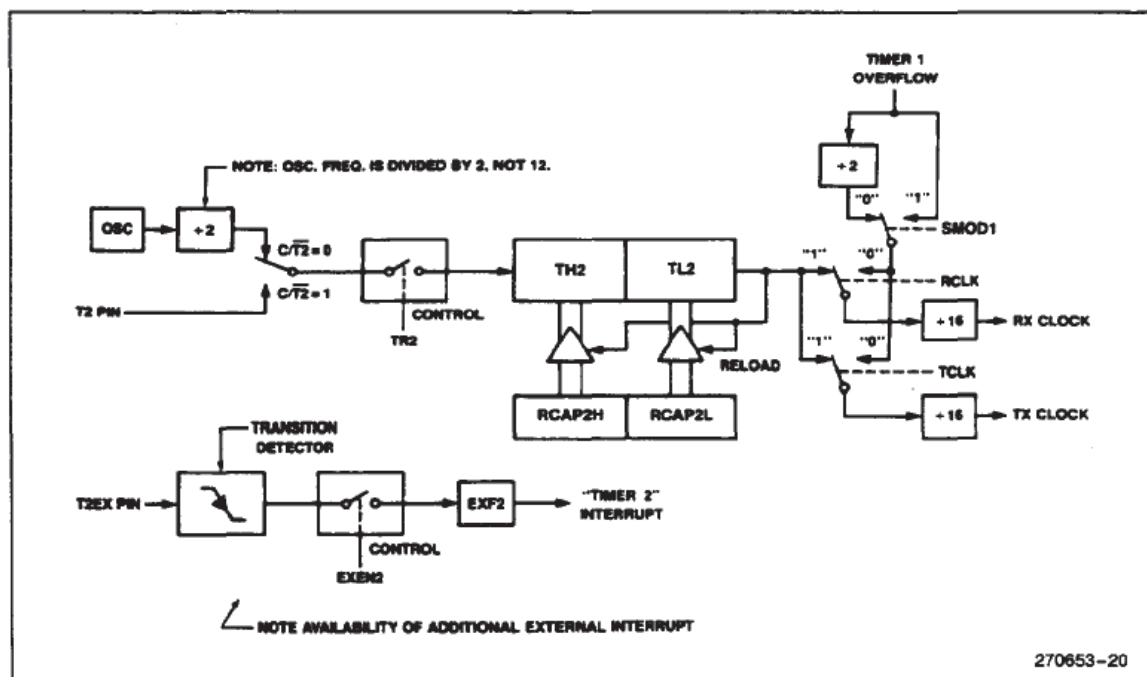 TIMER 1
OVERFLOW
÷2
"0"
"1"
SMOD1
NOTE: OSC. FREQ. IS DIVIDED BY 2, NOT 12.
OSC
÷2
C/T̅2̅ = 0
C/T̅2̅ = 1
T2 PIN
CONTROL
TR2
TH2
TL2
RCAP2H
RCAP2L
RELOAD
"1"
"0"
RCLK
÷16
RX CLOCK
"1"
"0"
TCLK
÷16
TX CLOCK
TRANSITION
DETECTOR
T2EX PIN
CONTROL
EXEN2
EXF2
"TIMER 2"
INTERRUPT
NOTE AVAILABILITY OF ADDITIONAL EXTERNAL INTERRUPT
270653-20